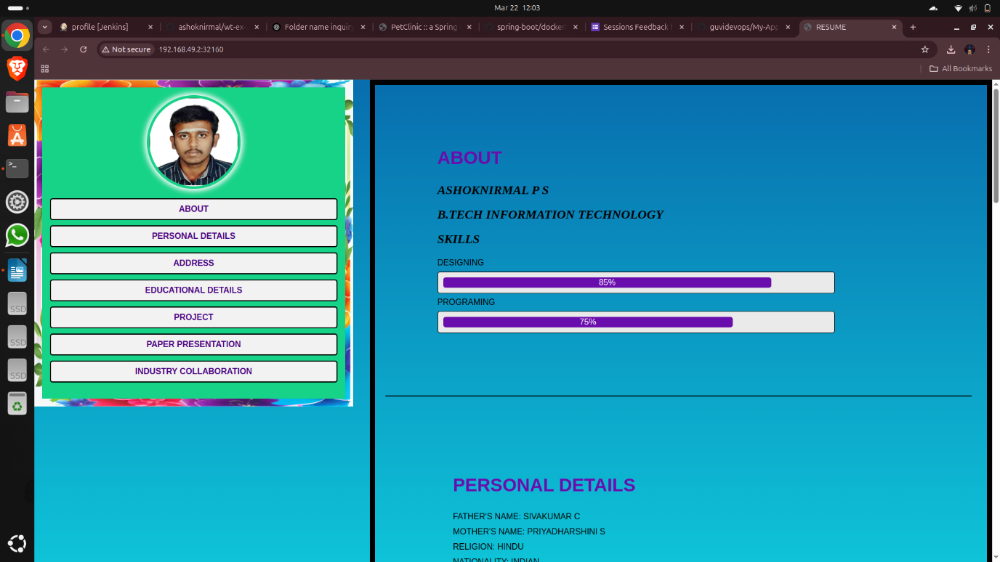 Mar 22 12:03
profile [Jenkins]
ashoknirmal/wt-ex-
Folder name inquiry
PetClinic :: a Spring
spring-boot/docker
Sessions Feedback
guvidevops/My-App
RESUME
Not secure
192.168.49.2:32160
All Bookmarks
ABOUT
PERSONAL DETAILS
ADDRESS
EDUCATIONAL DETAILS
PROJECT
PAPER PRESENTATION
INDUSTRY COLLABORATION
ABOUT
ASHOKNIRMAL P S
B.TECH INFORMATION TECHNOLOGY
SKILLS
DESIGNING
85%
PROGRAMING
75%
PERSONAL DETAILS
FATHER'S NAME: SIVAKUMAR C
MOTHER'S NAME: PRIYADHARSHINI S
RELIGION: HINDU
NATIONALITY: INDIAN
SSD
SSD
SSD